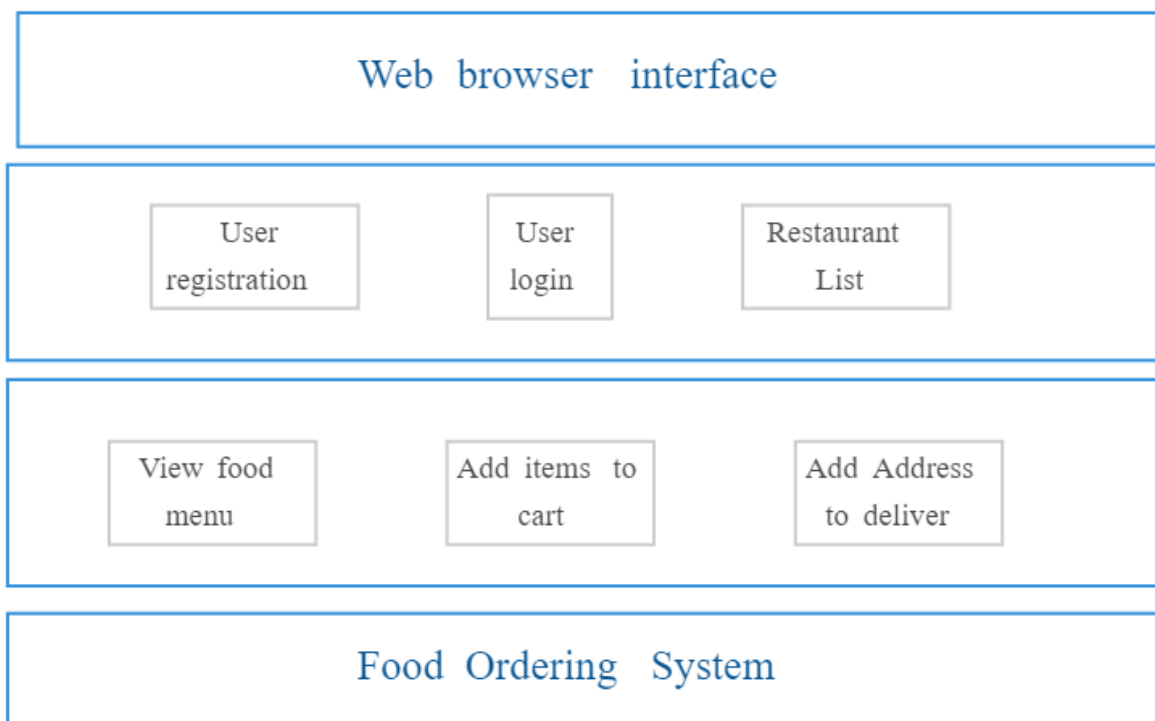 Web browser interface
User
registration
User
login
Restaurant
List
View food
menu
Add items to
cart
Add Address
to deliver
Food Ordering System